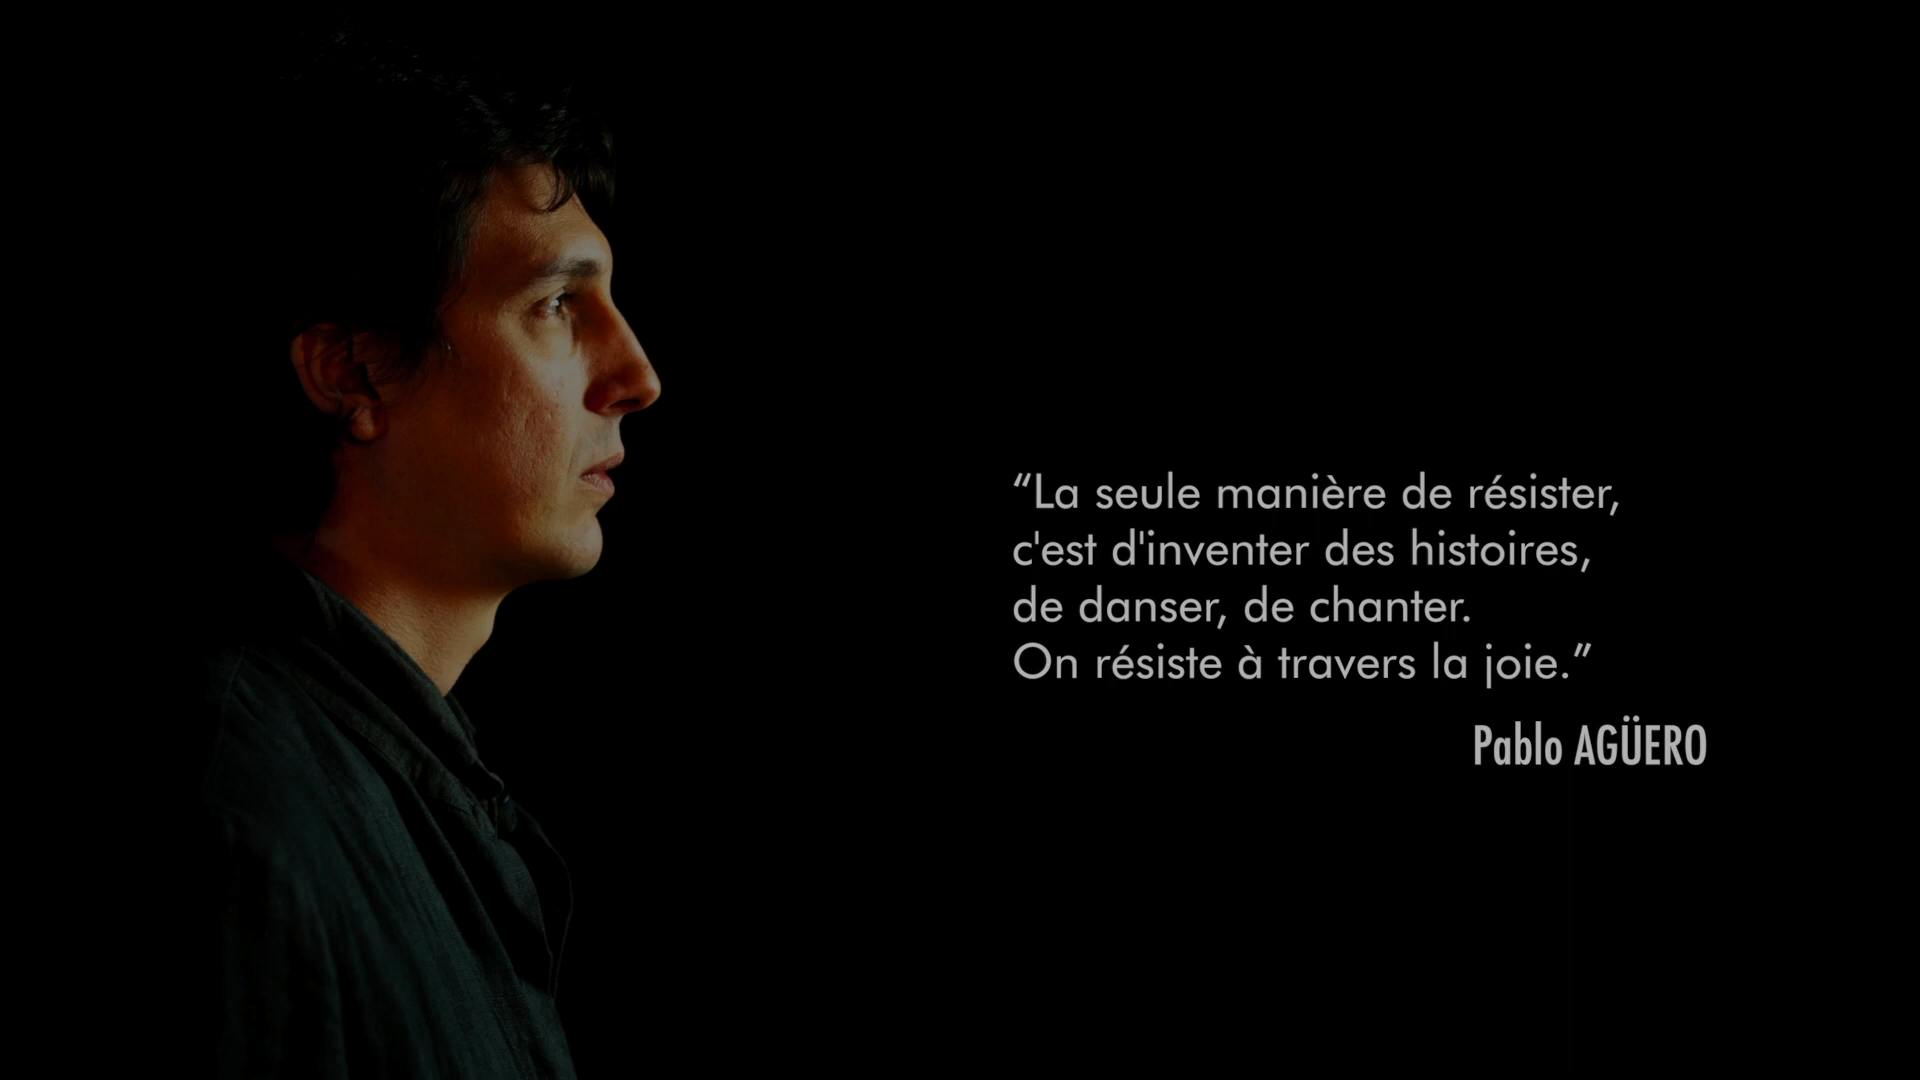 “La seule manière de résister,
c'est d'inventer des histoires,
de danser, de chanter.
On résiste à travers la joie.”
Pablo AGÜERO